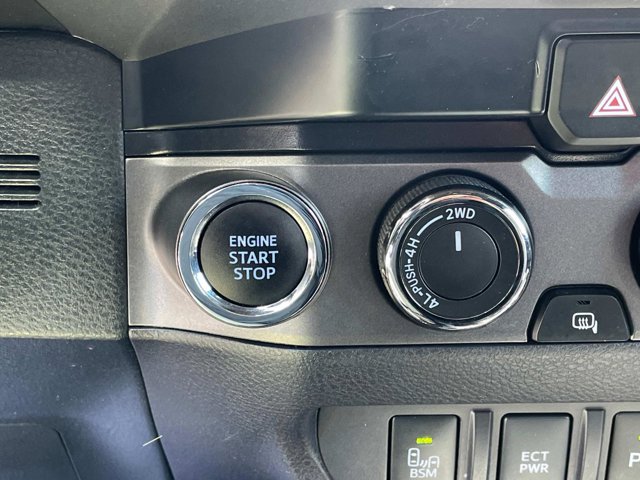 ENGINE
START
STOP
2WD
4L-PUSH-4H
BSM
ECT
PWR
P